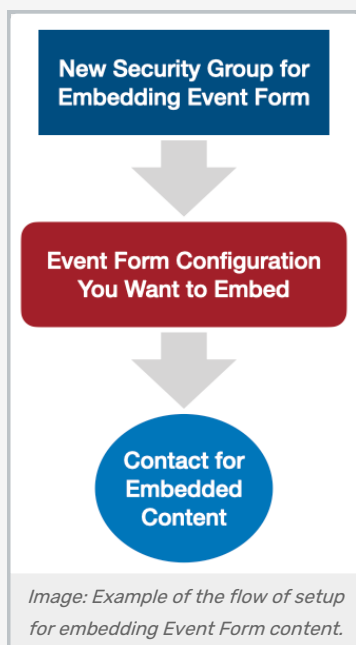 New Security Group for
Embedding Event Form
Event Form Configuration
You Want to Embed
Contact for
Embedded
Content
Image: Example of the flow of setup
for embedding Event Form content.